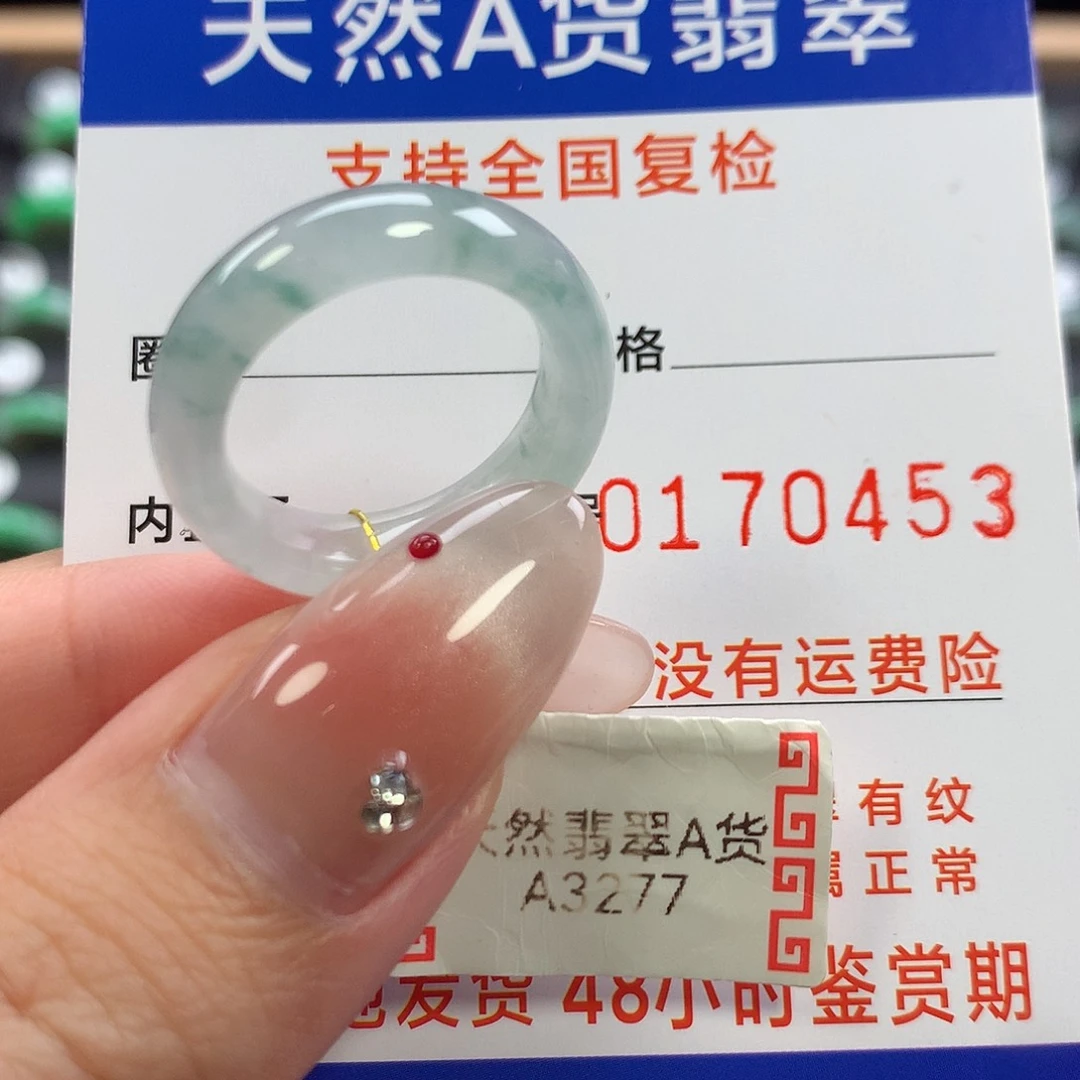 天然A货翡翠
支持全国复检
圈 格
内 0170453
没有运费险
有纹
正常
然翡翠A货
A3277
发货 48小时鉴赏期